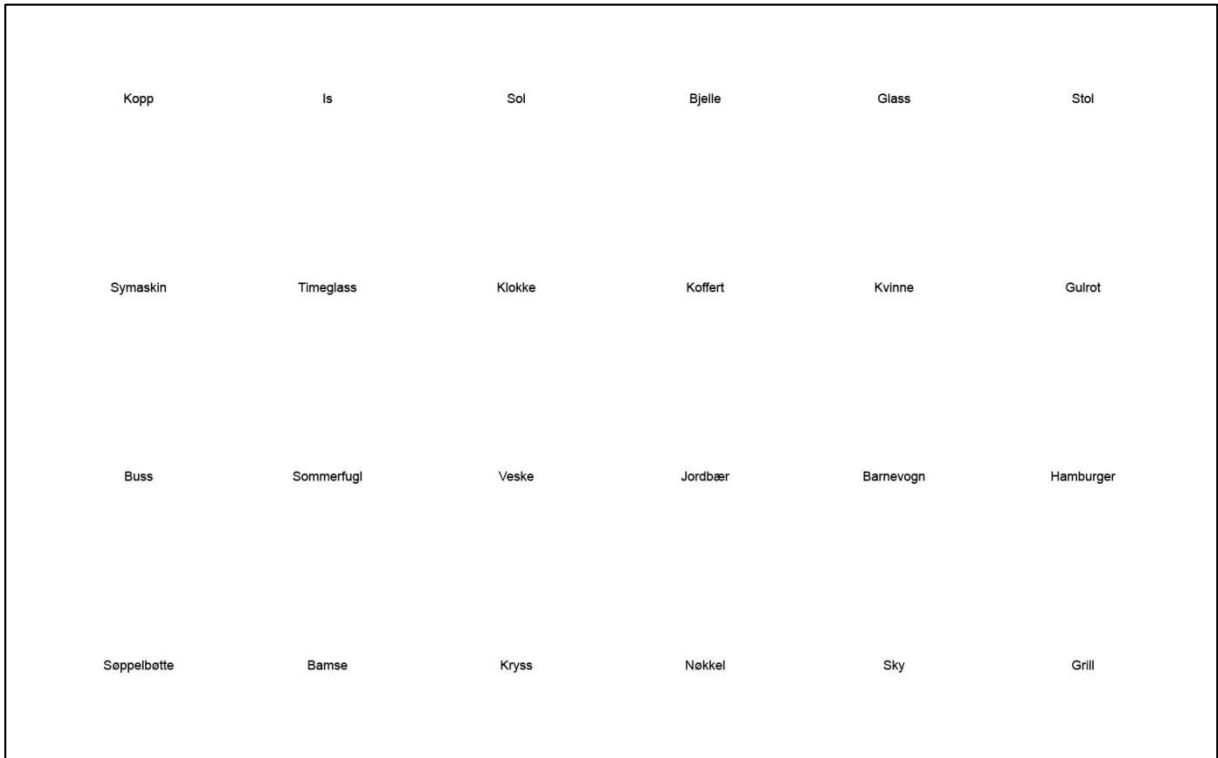 Kopp Is Sol Bjelle Glass Stol
Symaskin Timeglass Klokke Koffert Kvinne Gulrot
Buss Sommerfugl Veske Jordbær Barnevogn Hamburger
Søppelbøtte Bamse Kryss Nøkkel Sky Grill